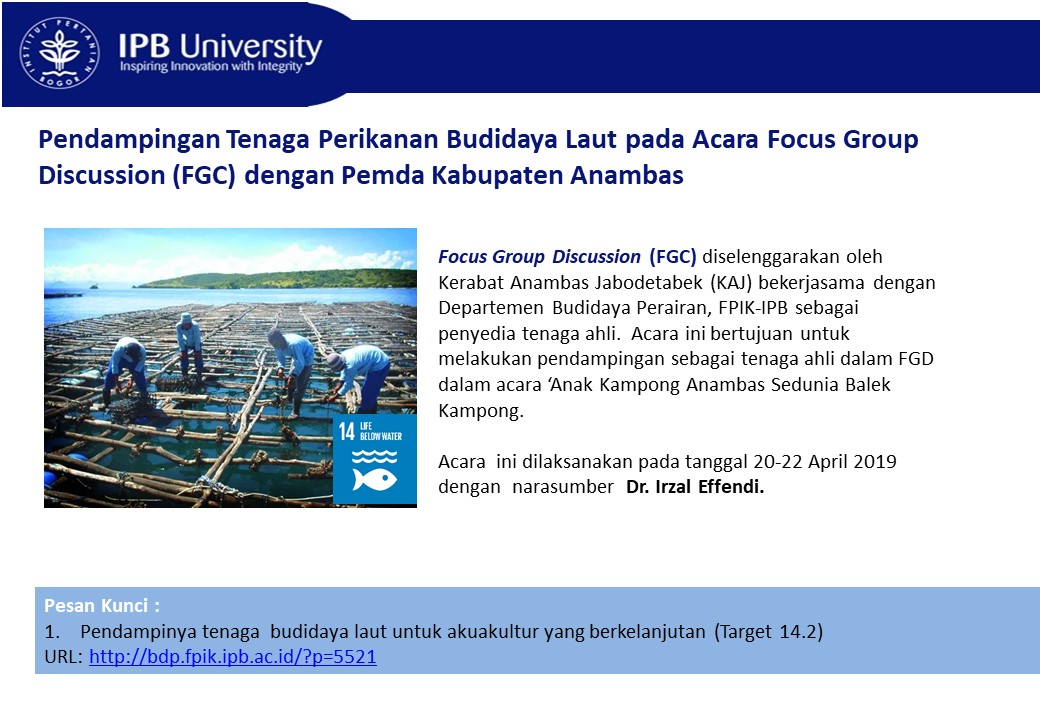 INSTITUT PERTANIAN BOGOR
IPB University
Inspiring Innovation with Integrity
Pendampingan Tenaga Perikanan Budidaya Laut pada Acara Focus Group
Discussion (FGC) dengan Pemda Kabupaten Anambas
Focus Group Discussion (FGC) diselenggarakan oleh
Kerabat Anambas Jabodetabek (KAJ) bekerjasama dengan
Departemen Budidaya Perairan, FPIK-IPB sebagai
penyedia tenaga ahli. Acara ini bertujuan untuk
melakukan pendampingan sebagai tenaga ahli dalam FGD
dalam acara ‘Anak Kampong Anambas Sedunia Balek
Kampong.
Acara ini dilaksanakan pada tanggal 20-22 April 2019
dengan narasumber Dr. Irzal Effendi.
14 LIFE
BELOW WATER
Pesan Kunci :
1. Pendampinya tenaga budidaya laut untuk akuakultur yang berkelanjutan (Target 14.2)
URL: http://bdp.fpik.ipb.ac.id/?p=5521